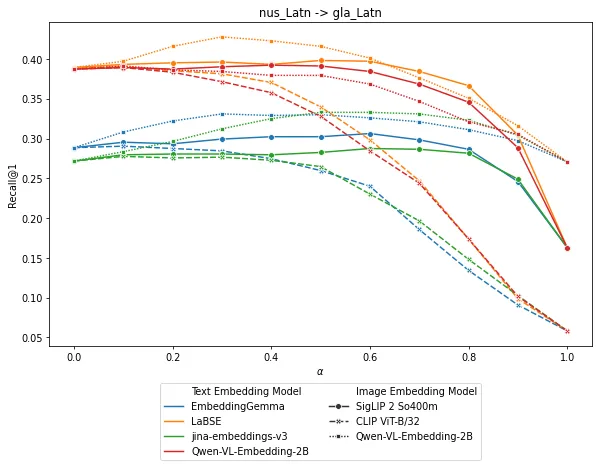 nus_Latn -> gla_Latn
Recall@1
0.40
0.35
0.30
0.25
0.20
0.15
0.10
0.05
0.0
0.2
0.4
0.6
0.8
1.0
α
Text Embedding Model
EmbeddingGemma
LaBSE
jina-embeddings-v3
Qwen-VL-Embedding-2B
Image Embedding Model
SigLIP 2 So400m
CLIP ViT-B/32
Qwen-VL-Embedding-2B